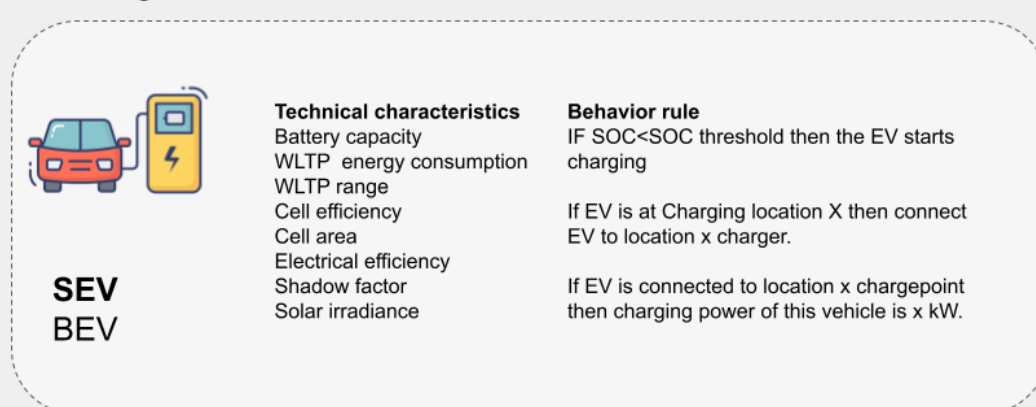 Technical characteristics
Battery capacity
WLTP energy consumption
WLTP range
Cell efficiency
Cell area
Electrical efficiency
Shadow factor
Solar irradiance
Behavior rule
IF SOC<SOC threshold then the EV starts
charging
If EV is at Charging location X then connect
EV to location x charger.
If EV is connected to location x chargepoint
then charging power of this vehicle is x kW.
SEV
BEV